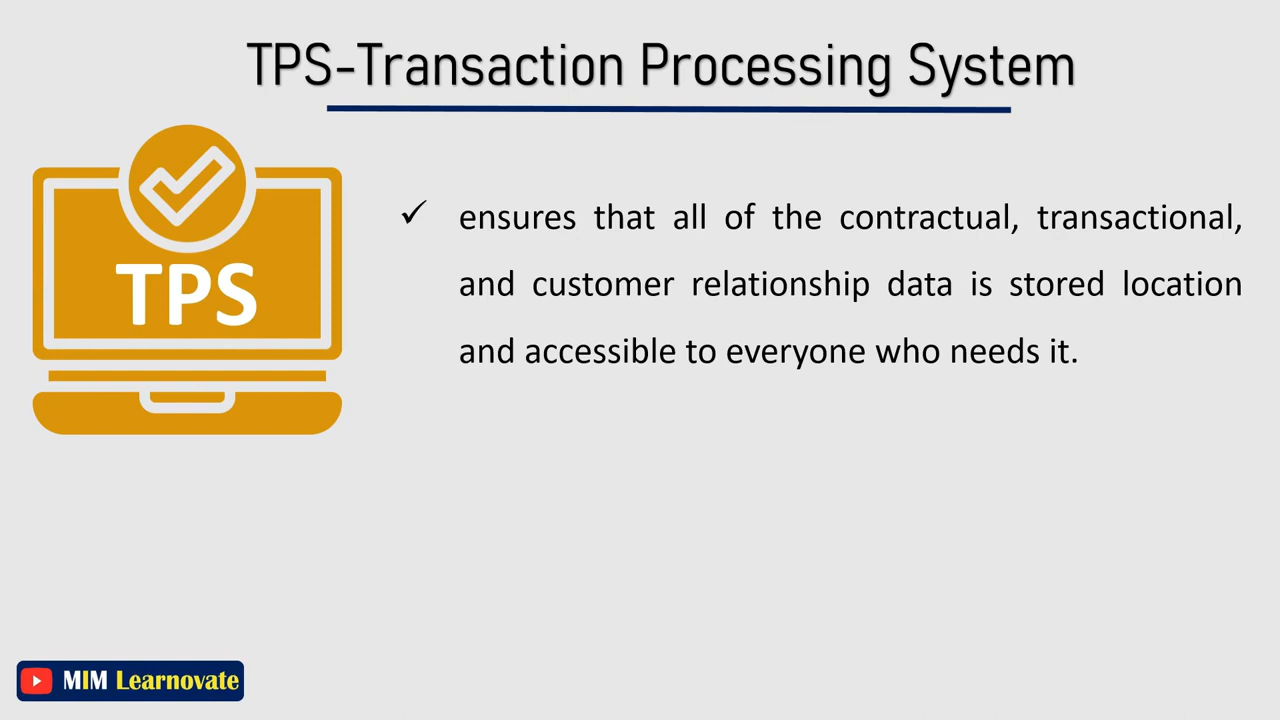 TPS-Transaction Processing System
TPS
✓ ensures that all of the contractual, transactional,
and customer relationship data is stored location
and accessible to everyone who needs it.
MIM Learnovate